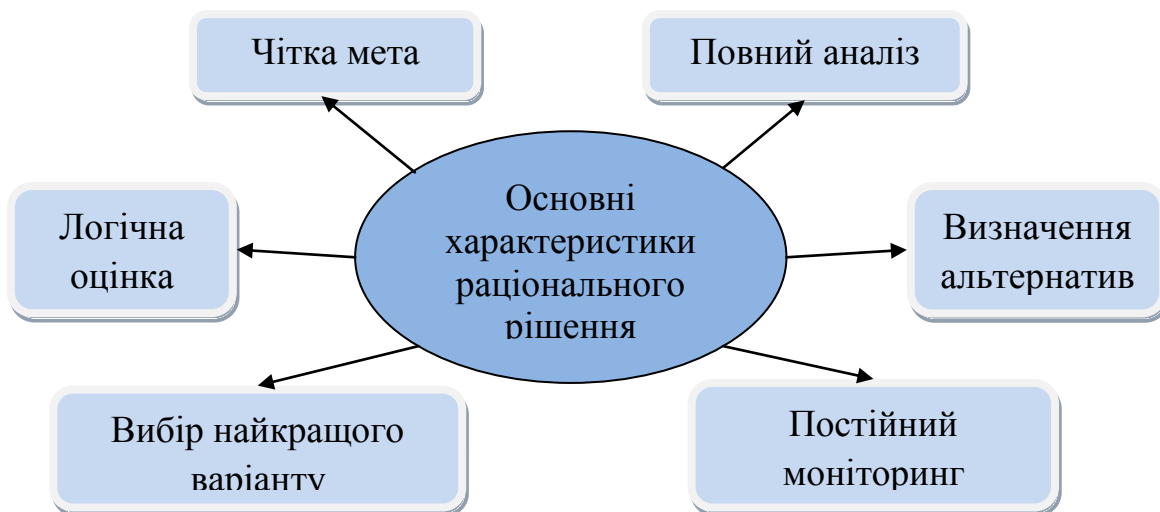 Чітка мета
Повний аналіз
Основні
характеристики
раціонального
рішення
Логічна
оцінка
Визначення
альтернатив
Вибір найкращого
варіанту
Постійний
моніторинг